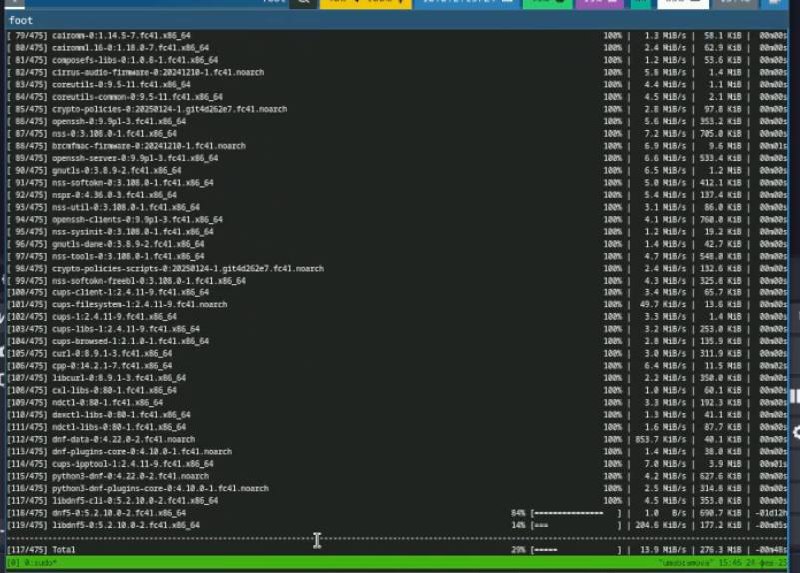 foot
[ 79/475] cairomm-0:1.14.5-7.fc41.x86_64 100% | 1.3 MiB/s | 58.1 KiB | 00m00s
[ 80/475] cairomm1.16-0:1.18.0-7.fc41.x86_64 100% | 2.4 MiB/s | 62.9 KiB | 00m00s
[ 81/475] composefs-libs-0:1.0.8-1.fc41.x86_64 100% | 1.2 MiB/s | 53.6 KiB | 00m00s
[ 82/475] cirrus-audio-firmware-0:20241210-1.fc41.noarch 100% | 5.8 MiB/s | 1.4 MiB | 00m00s
[ 83/475] coreutils-0:9.5-11.fc41.x86_64 100% | 4.4 MiB/s | 1.1 MiB | 00m00s
[ 84/475] coreutils-common-0:9.5-11.fc41.x86_64 100% | 4.5 MiB/s | 2.1 MiB | 00m00s
[ 85/475] crypto-policies-0:20250124-1.git4d262e7.fc41.noarch 100% | 2.8 MiB/s | 97.8 KiB | 00m00s
[ 86/475] openssh-0:9.9p1-3.fc41.x86_64 100% | 5.6 MiB/s | 353.2 KiB | 00m00s
[ 87/475] nss-0:3.108.0-1.fc41.x86_64 100% | 7.2 MiB/s | 705.0 KiB | 00m00s
[ 88/475] brcmfmac-firmware-0:20241210-1.fc41.noarch 100% | 6.9 MiB/s | 9.6 MiB | 00m01s
[ 89/475] openssh-server-0:9.9p1-3.fc41.x86_64 100% | 6.6 MiB/s | 533.4 KiB | 00m00s
[ 90/475] gnutls-0:3.8.9-2.fc41.x86_64 100% | 6.5 MiB/s | 1.2 MiB | 00m00s
[ 91/475] nss-softokn-0:3.108.0-1.fc41.x86_64 100% | 5.0 MiB/s | 412.1 KiB | 00m00s
[ 92/475] nspr-0:4.36.0-3.fc41.x86_64 100% | 5.4 MiB/s | 137.4 KiB | 00m00s
[ 93/475] nss-util-0:3.108.0-1.fc41.x86_64 100% | 3.1 MiB/s | 86.0 KiB | 00m00s
[ 94/475] openssh-clients-0:9.9p1-3.fc41.x86_64 100% | 4.1 MiB/s | 760.0 KiB | 00m00s
[ 95/475] nss-sysinit-0:3.108.0-1.fc41.x86_64 100% | 1.2 MiB/s | 19.2 KiB | 00m00s
[ 96/475] gnutls-dane-0:3.8.9-2.fc41.x86_64 100% | 1.4 MiB/s | 42.7 KiB | 00m00s
[ 97/475] nss-tools-0:3.108.0-1.fc41.x86_64 100% | 4.7 MiB/s | 548.0 KiB | 00m00s
[ 98/475] crypto-policies-scripts-0:20250124-1.git4d262e7.fc41.noarch 100% | 2.4 MiB/s | 132.6 KiB | 00m00s
[ 99/475] nss-softokn-freebl-0:3.108.0-1.fc41.x86_64 100% | 4.3 MiB/s | 325.8 KiB | 00m00s
[100/475] cups-client-1:2.4.11-9.fc41.x86_64 100% | 3.4 MiB/s | 85.7 KiB | 00m00s
[101/475] cups-filesystem-1:2.4.11-9.fc41.noarch 100% | 49.7 MiB/s | 13.6 KiB | 00m00s
[102/475] cups-1:2.4.11-9.fc41.x86_64 100% | 3.3 MiB/s | 1.4 MiB | 00m00s
[103/475] cups-libs-1:2.4.11-9.fc41.x86_64 100% | 3.2 MiB/s | 253.0 KiB | 00m00s
[104/475] cups-browsed-1:2.1.0-1.fc41.x86_64 100% | 2.8 MiB/s | 135.9 KiB | 00m00s
[105/475] curl-0:8.9.1-3.fc41.x86_64 100% | 3.0 MiB/s | 311.9 KiB | 00m00s
[106/475] cpp-0:14.2.1-7.fc41.x86_64 100% | 6.4 MiB/s | 11.5 MiB | 00m02s
[107/475] libcurl-0:8.9.1-3.fc41.x86_64 100% | 2.2 MiB/s | 350.0 KiB | 00m00s
[108/475] cxl-libs-0:80-1.fc41.x86_64 100% | 1.0 MiB/s | 60.1 KiB | 00m00s
[109/475] ndctl-0:80-1.fc41.x86_64 100% | 3.3 MiB/s | 192.3 KiB | 00m00s
[110/475] daxctl-libs-0:80-1.fc41.x86_64 100% | 1.3 MiB/s | 41.1 KiB | 00m00s
[111/475] ndctl-libs-0:80-1.fc41.x86_64 100% | 1.6 MiB/s | 87.7 KiB | 00m00s
[112/475] dnf-data-0:4.22.0-2.fc41.noarch 100% | 853.7 KiB/s | 40.1 KiB | 00m00s
[113/475] dnf-plugins-core-0:4.10.0-1.fc41.noarch 100% | 1.4 MiB/s | 38.0 KiB | 00m00s
[114/475] cups-ipptool-1:2.4.11-9.fc41.x86_64 100% | 7.0 MiB/s | 3.9 MiB | 00m01s
[115/475] python3-dnf-0:4.22.0-2.fc41.noarch 100% | 4.2 MiB/s | 627.6 KiB | 00m00s
[116/475] python3-dnf-plugins-core-0:4.10.0-1.fc41.noarch 100% | 2.5 MiB/s | 314.8 KiB | 00m00s
[117/475] libdnf5-cli-0:5.2.10.0-2.fc41.x86_64 100% | 4.5 MiB/s | 353.0 KiB | 00m00s
[118/475] dnf5-0:5.2.10.0-2.fc41.x86_64 84% [================ ] | 1.0 B/s | 690.7 KiB | -01d12h
[119/475] libdnf5-0:5.2.10.0-2.fc41.x86_64 14% [=== ] | 204.6 KiB/s | 177.2 KiB | -00m05s
[117/475] Total 29% [===== ] | 13.9 MiB/s | 276.3 MiB | -00m48s
[0] 0:sudo* 15:46 24-фев-25